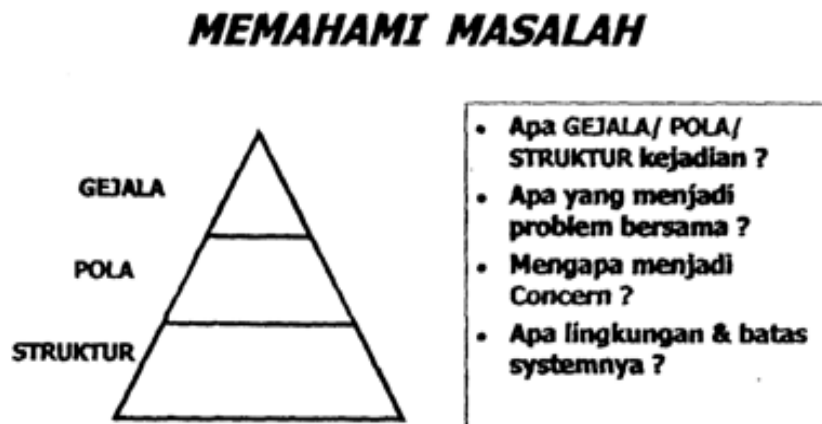 MEMAHAMI MASALAH
GEJALA
POLA
STRUKTUR
• Apa GEJALA/ POLA/
STRUKTUR kejadian ?
• Apa yang menjadi
problem bersama ?
• Mengapa menjadi
Concern ?
• Apa lingkungan & batas
systemnya ?